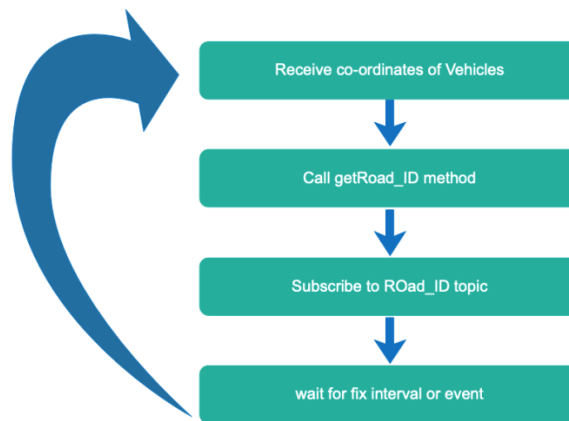 Receive co-ordinates of Vehicles
Call getRoad_ID method
Subscribe to ROad_ID topic
wait for fix interval or event